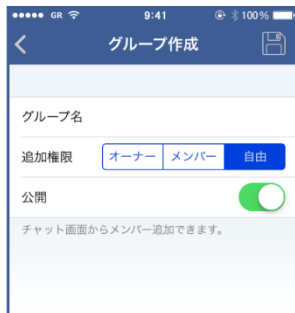 GR 9:41 100%
グループ作成
グループ名
追加権限 オーナー メンバー 自由
公開
チャット画面からメンバー追加できます。